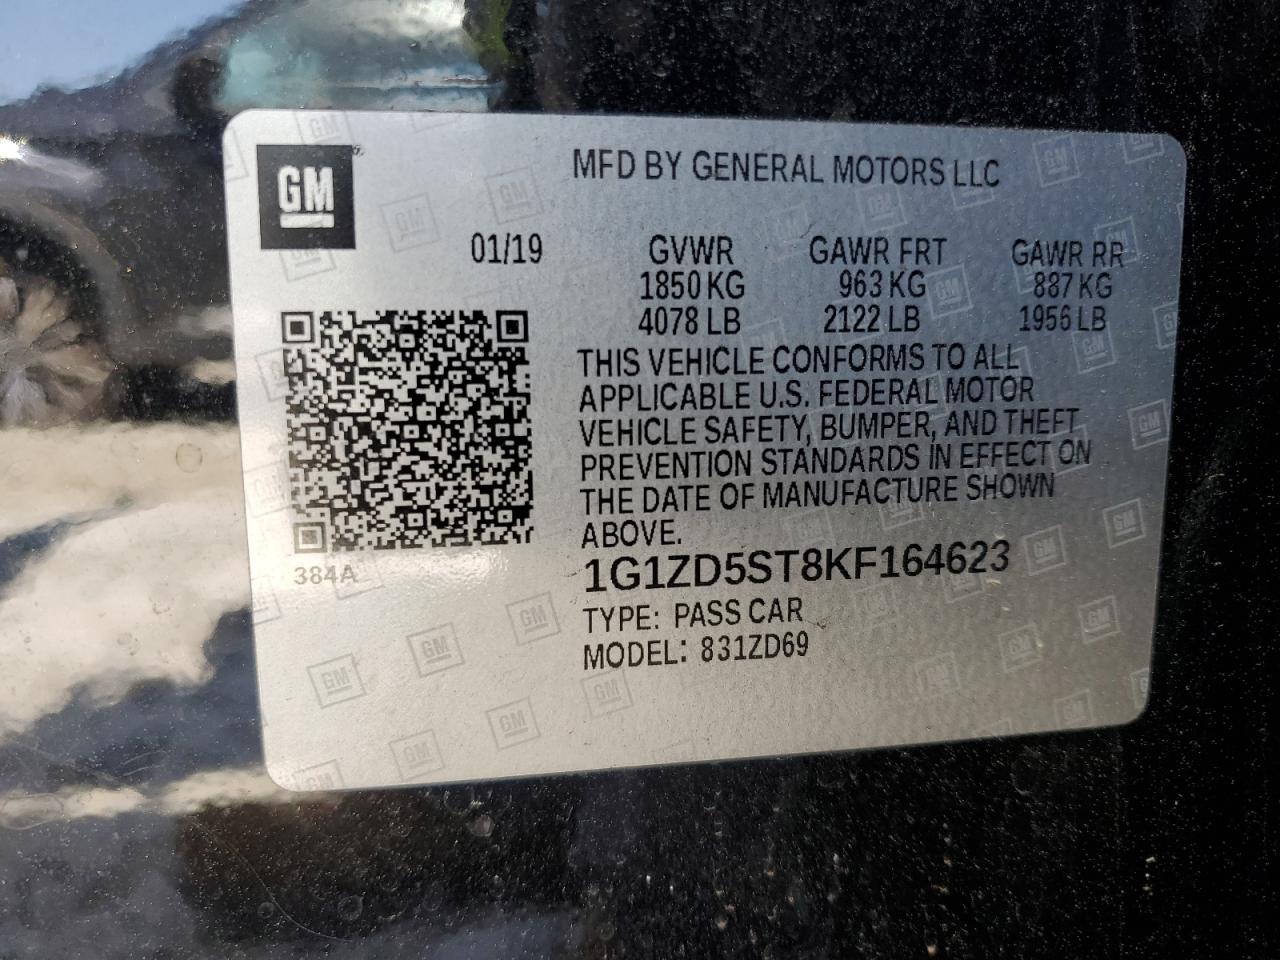 GM
MFD BY GENERAL MOTORS LLC
01/19
GVWR GAWR FRT GAWR RR
1850 KG 963 KG 887 KG
4078 LB 2122 LB 1956 LB
THIS VEHICLE CONFORMS TO ALL
APPLICABLE U.S. FEDERAL MOTOR
VEHICLE SAFETY, BUMPER, AND THEFT
PREVENTION STANDARDS IN EFFECT ON
THE DATE OF MANUFACTURE SHOWN
ABOVE.
384A
1G1ZD5ST8KF164623
TYPE: PASS CAR
MODEL: 831ZD69